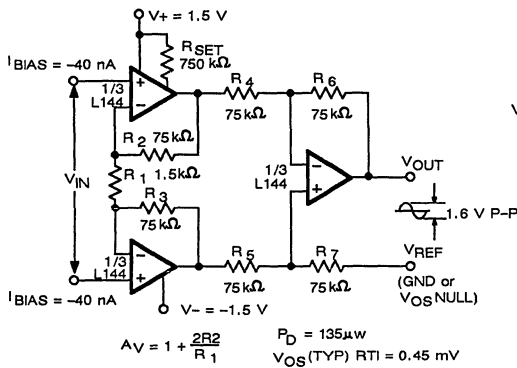 V+ = 1.5 V
RSET
750 kΩ
IBIAS = –40 nA
1/3
L144
R4
75 kΩ
R6
75 kΩ
R2 75 kΩ
R1 1.5 kΩ
VIN
R3
75 kΩ
1/3
L144
VOUT
1.6 V P–P
1/3
L144
R5
75 kΩ
R7
75 kΩ
VREF
(GND or
VOS NULL)
IBIAS = –40 nA
V– = –1.5 V
AV = 1 + 2R2/R1
PD = 135µw
VOS (TYP) RTI = 0.45 mV
V